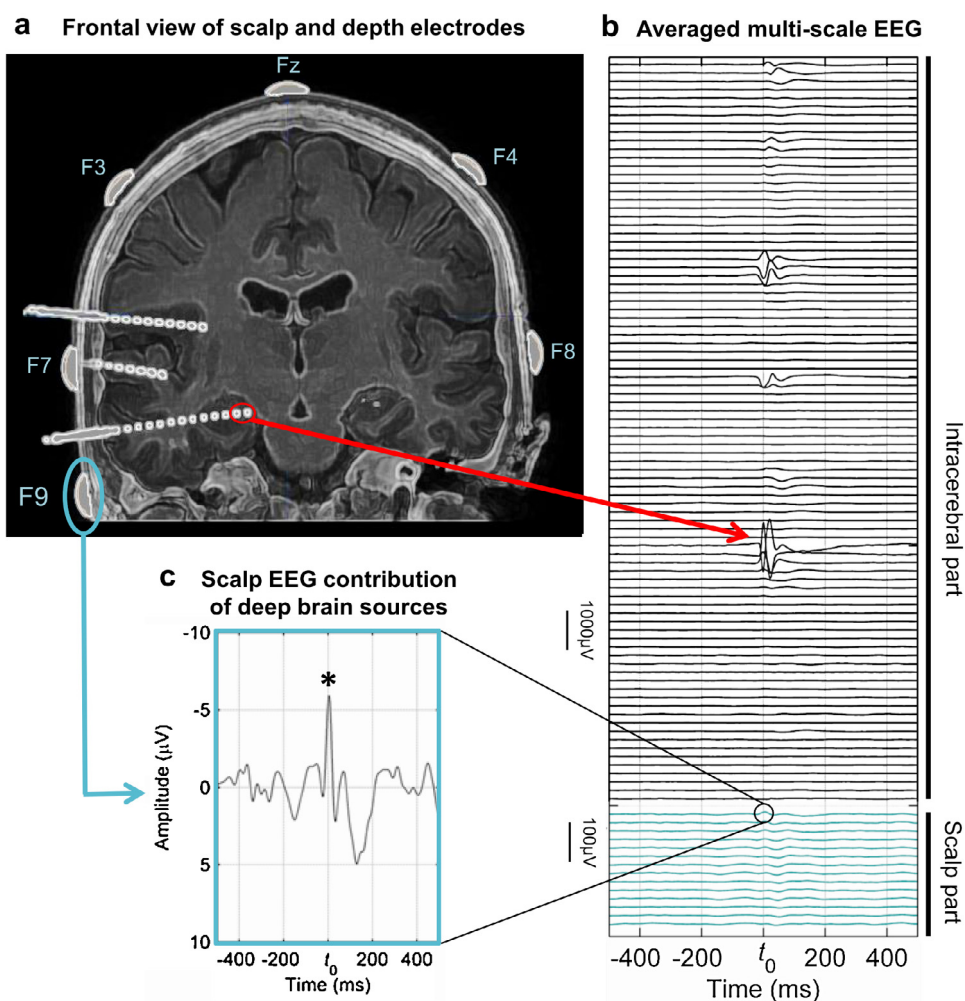 a Frontal view of scalp and depth electrodes
Fz
F3
F4
F7
F8
F9
b Averaged multi-scale EEG
Intracerebral part
1000µV
100µV
Scalp part
-400 -200 t0 200 400
Time (ms)
c Scalp EEG contribution
of deep brain sources
*
Amplitude (µV)
-10
-5
0
5
10
-400 -200 t0 200 400
Time (ms)